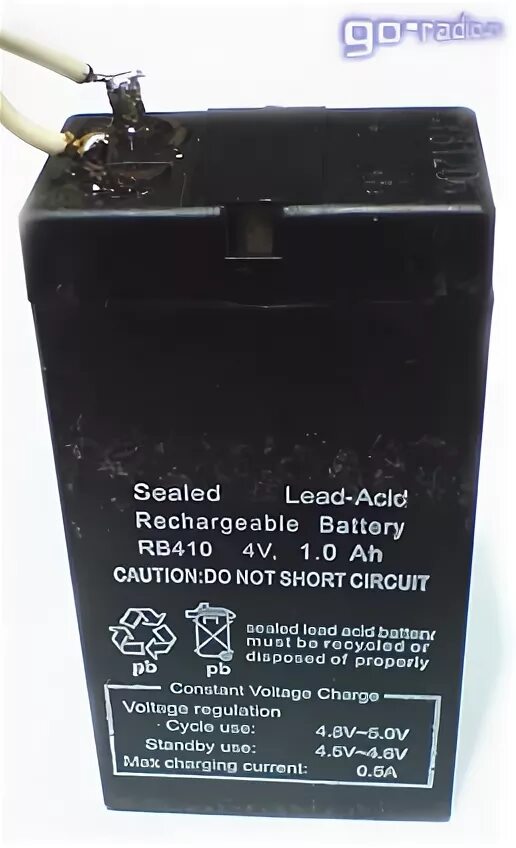 go-radio
Sealed Lead-Acid
Rechargeable Battery
RB410 4V, 1.0 Ah
CAUTION:DO NOT SHORT CIRCUIT
sealed lead acid battery
must be recycled or
disposed of properly
pb pb
Constant Voltage Charge
Voltage regulation
Cycle use: 4.8V-5.0V
Standby use: 4.5V-4.6V
Max charging current: 0.5A